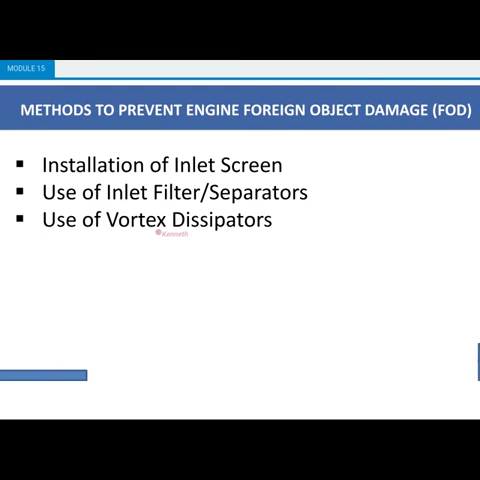 MODULE 15
METHODS TO PREVENT ENGINE FOREIGN OBJECT DAMAGE (FOD)
▪ Installation of Inlet Screen
▪ Use of Inlet Filter/Separators
▪ Use of Vortex Dissipators
Kenneth